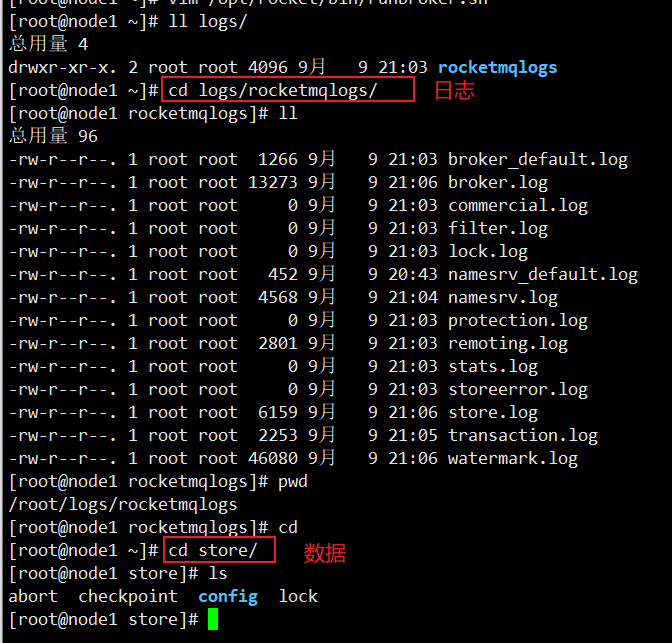 [root@node1 ~]# vim /opt/rocket/bin/runbroker.sh
[root@node1 ~]# ll logs/
总用量 4
drwxr-xr-x. 2 root root 4096 9月   9 21:03 rocketmqlogs
[root@node1 ~]# cd logs/rocketmqlogs/ 日志
[root@node1 rocketmqlogs]# ll
总用量 96
-rw-r--r--. 1 root root  1266 9月   9 21:03 broker_default.log
-rw-r--r--. 1 root root 13273 9月   9 21:06 broker.log
-rw-r--r--. 1 root root     0 9月   9 21:03 commercial.log
-rw-r--r--. 1 root root     0 9月   9 21:03 filter.log
-rw-r--r--. 1 root root     0 9月   9 21:03 lock.log
-rw-r--r--. 1 root root   452 9月   9 20:43 namesrv_default.log
-rw-r--r--. 1 root root  4568 9月   9 21:04 namesrv.log
-rw-r--r--. 1 root root     0 9月   9 21:03 protection.log
-rw-r--r--. 1 root root  2801 9月   9 21:03 remoting.log
-rw-r--r--. 1 root root     0 9月   9 21:03 stats.log
-rw-r--r--. 1 root root     0 9月   9 21:03 storeerror.log
-rw-r--r--. 1 root root  6159 9月   9 21:06 store.log
-rw-r--r--. 1 root root  2253 9月   9 21:05 transaction.log
-rw-r--r--. 1 root root 46080 9月   9 21:06 watermark.log
[root@node1 rocketmqlogs]# pwd
/root/logs/rocketmqlogs
[root@node1 rocketmqlogs]# cd
[root@node1 ~]# cd store/ 数据
[root@node1 store]# ls
abort  checkpoint  config  lock
[root@node1 store]#